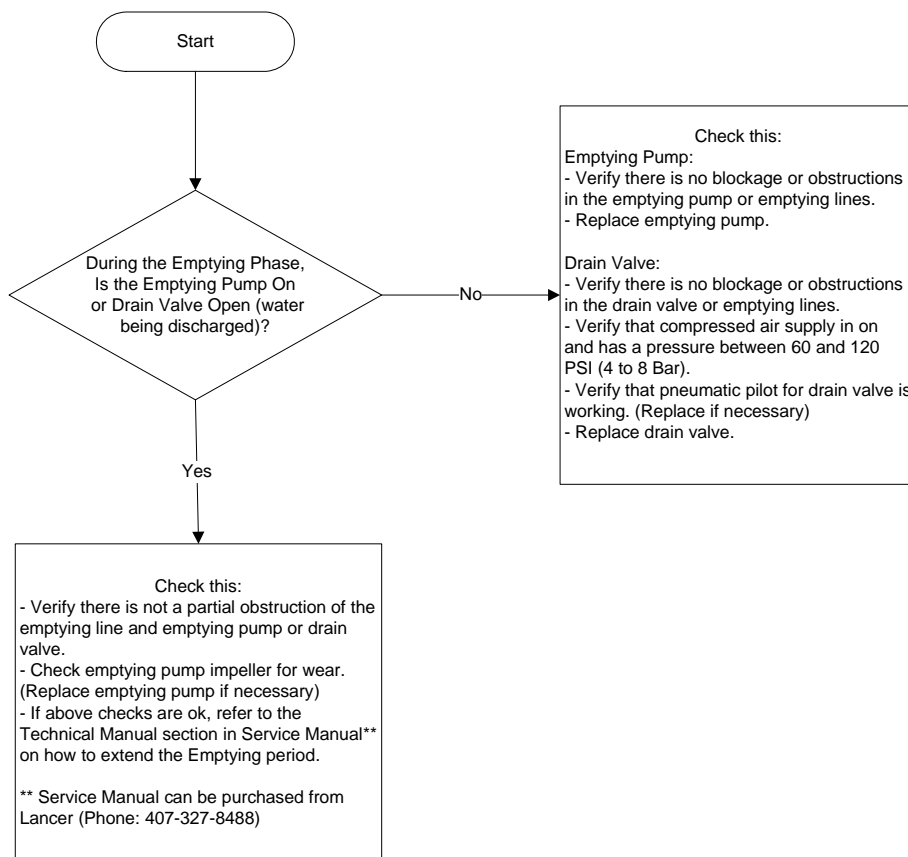 Start
During the Emptying Phase,
Is the Emptying Pump On
or Drain Valve Open (water
being discharged)?
No
Check this:
Emptying Pump:
- Verify there is no blockage or obstructions
in the emptying pump or emptying lines.
- Replace emptying pump.
Drain Valve:
- Verify there is no blockage or obstructions
in the drain valve or emptying lines.
- Verify that compressed air supply in on
and has a pressure between 60 and 120
PSI (4 to 8 Bar).
- Verify that pneumatic pilot for drain valve is
working. (Replace if necessary)
- Replace drain valve.
Yes
Check this:
- Verify there is not a partial obstruction of the
emptying line and emptying pump or drain
valve.
- Check emptying pump impeller for wear.
(Replace emptying pump if necessary)
- If above checks are ok, refer to the
Technical Manual section in Service Manual**
on how to extend the Emptying period.
** Service Manual can be purchased from
Lancer (Phone: 407-327-8488)